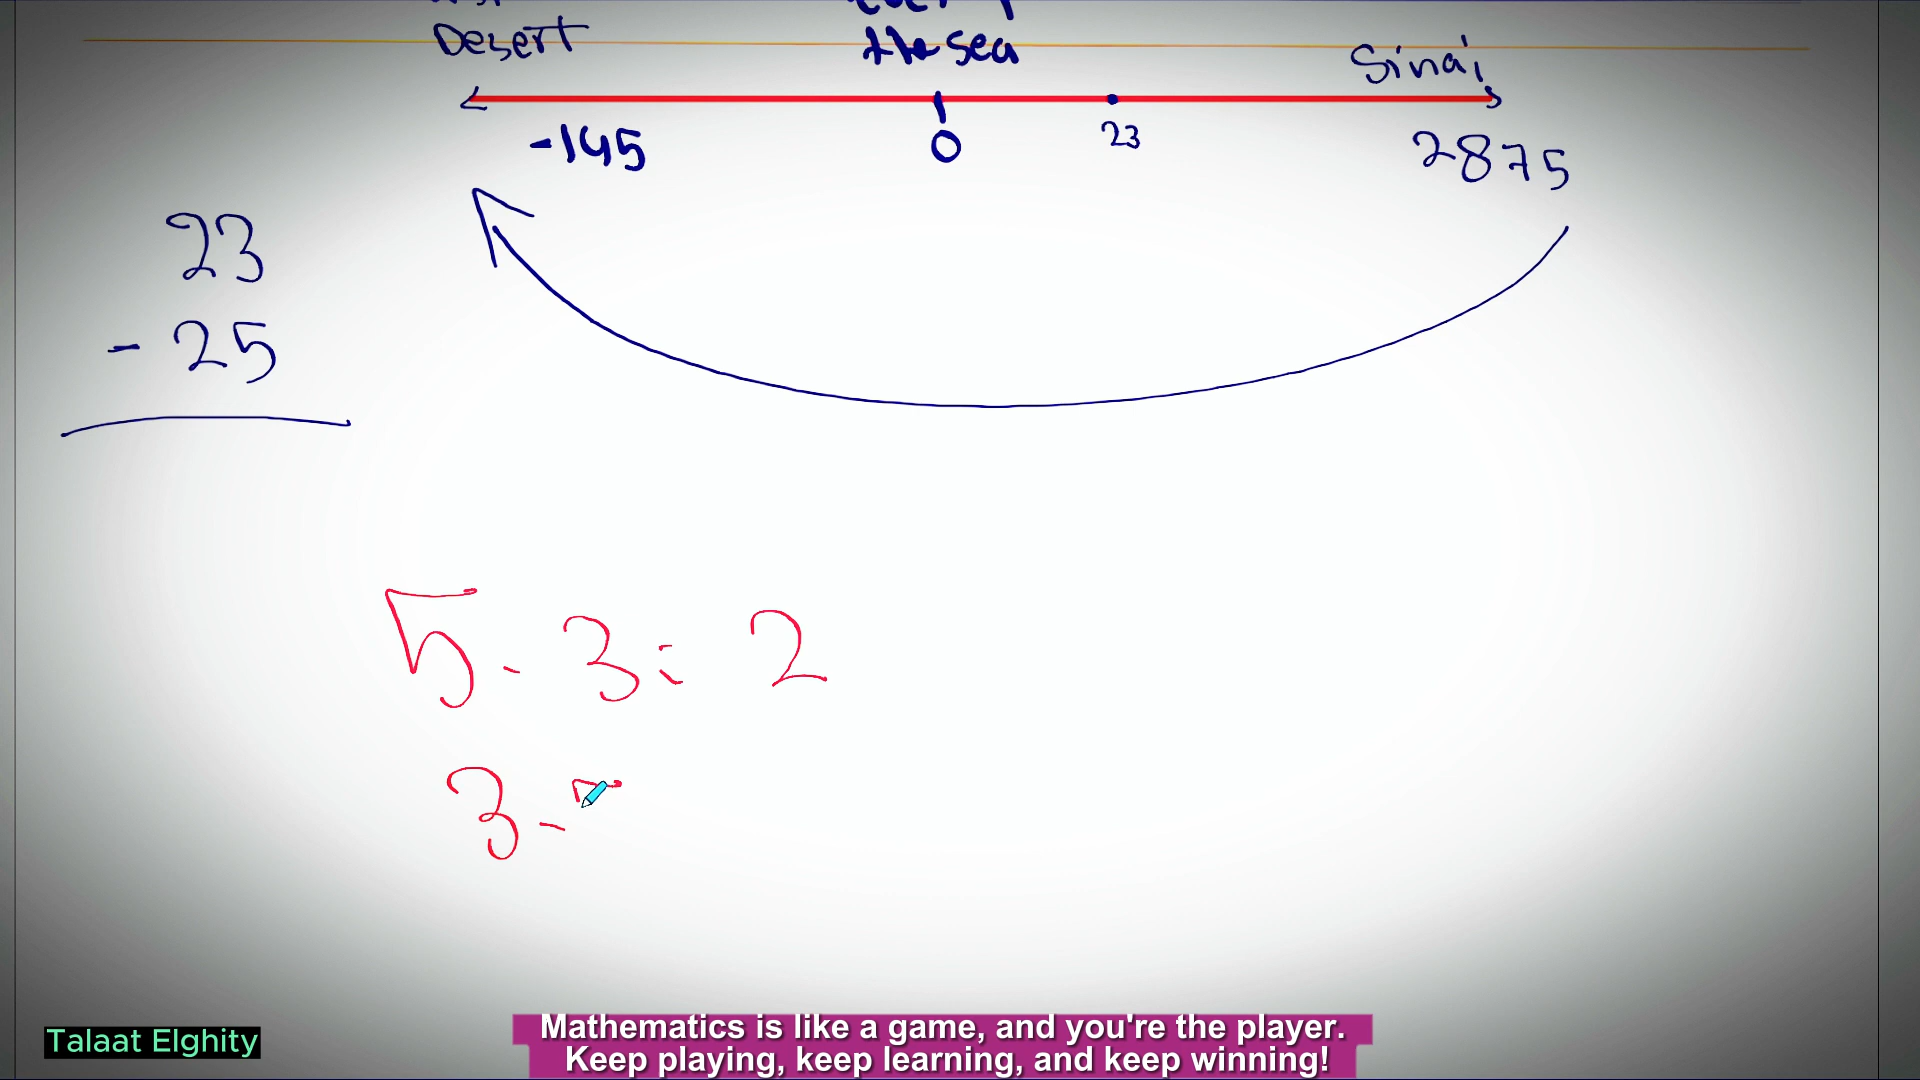 Desert
the sea
Sinai
-145
0
23
2875
23
- 25
5 - 3 = 2
3 -
Talaat Elghity
Mathematics is like a game, and you're the player.
Keep playing, keep learning, and keep winning!